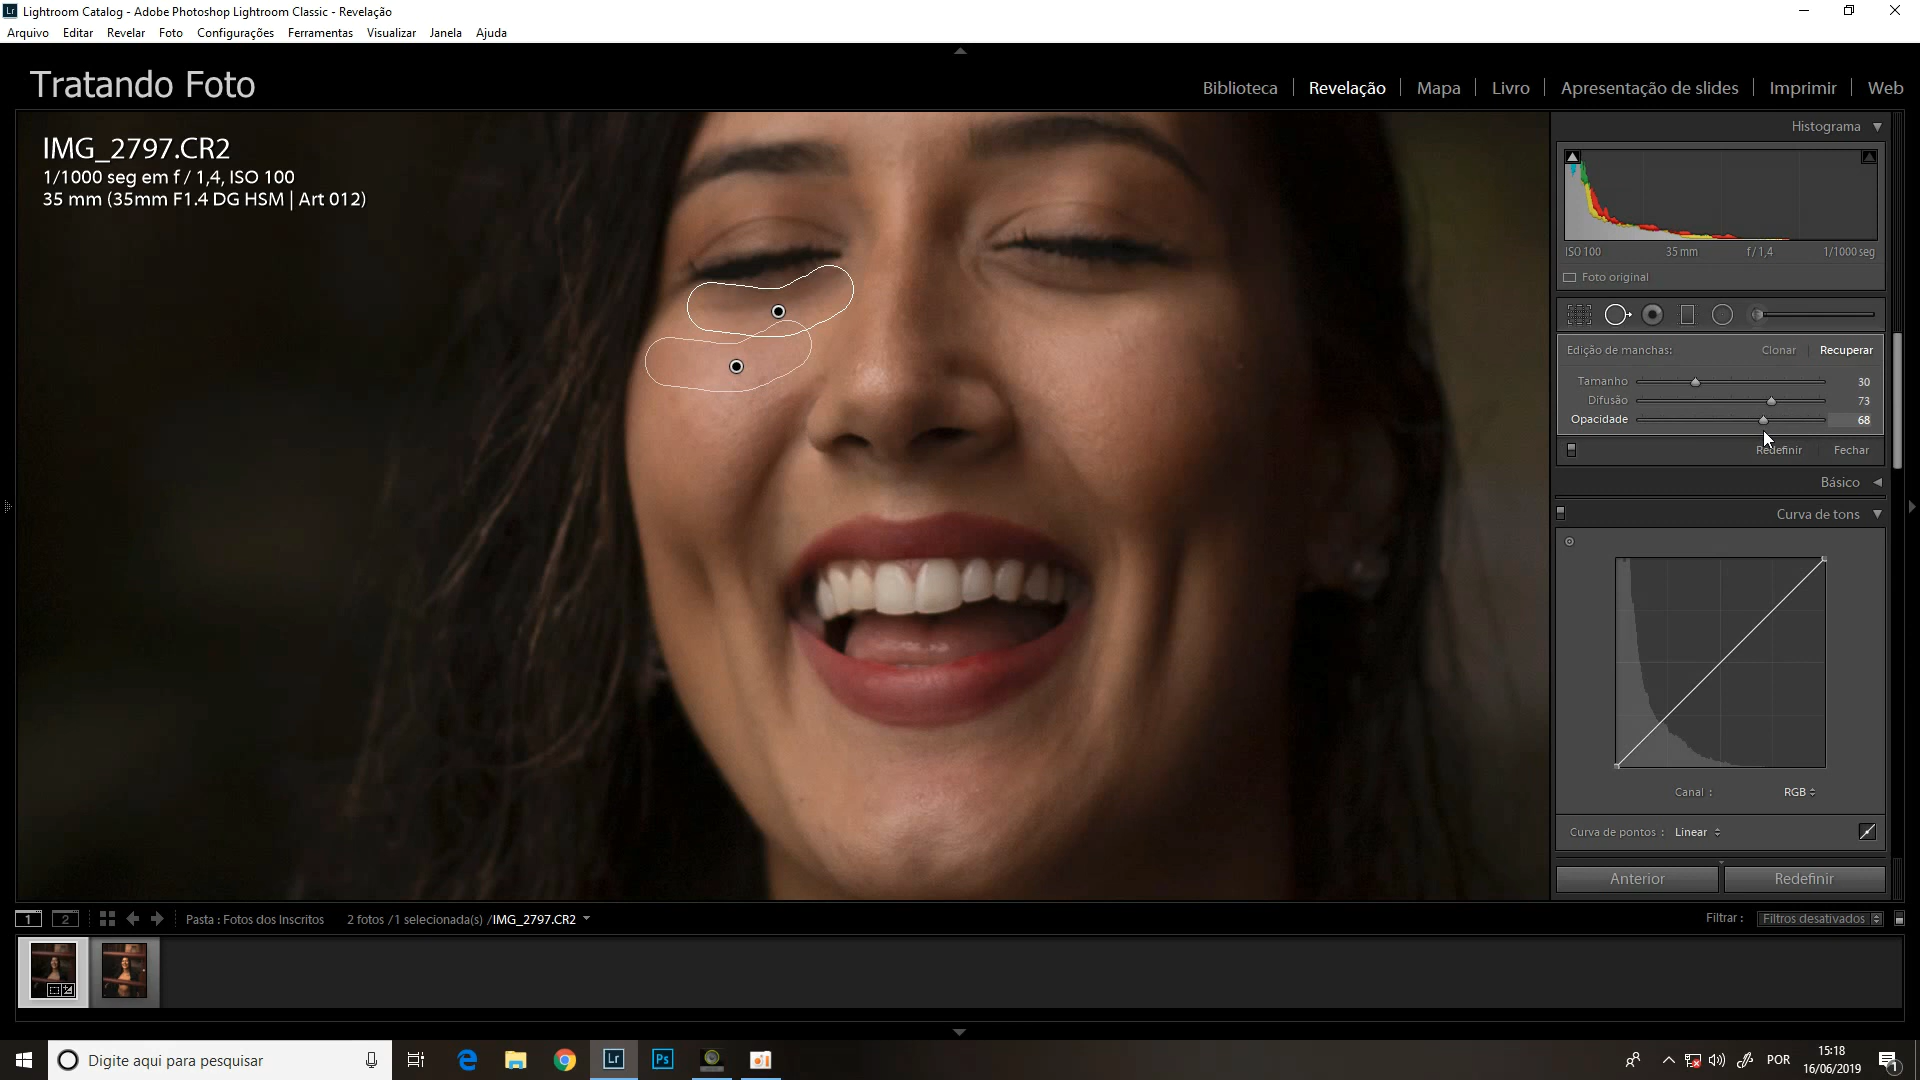 Lightroom Catalog - Adobe Photoshop Lightroom Classic - Revelação
Arquivo Editar Revelar Foto Configurações Ferramentas Visualizar Janela Ajuda
Tratando Foto
Biblioteca Revelação Mapa Livro Apresentação de slides Imprimir Web
IMG_2797.CR2
1/1000 seg em f / 1,4, ISO 100
35 mm (35mm F1.4 DG HSM | Art 012)
Histograma
ISO 100 35 mm f / 1,4 1/1000 seg
Foto original
Edição de manchas: Clonar Recuperar
Tamanho 30
Difusão 73
Opacidade 68
Redefinir Fechar
Básico
Curva de tons
Canal : RGB
Curva de pontos : Linear
Anterior Redefinir
1 2 Pasta : Fotos dos Inscritos 2 fotos /1 selecionada(s) /IMG_2797.CR2 Filtrar : Filtros desativados
Digite aqui para pesquisar
Lr
Ps
POR
15:18
16/06/2019
1